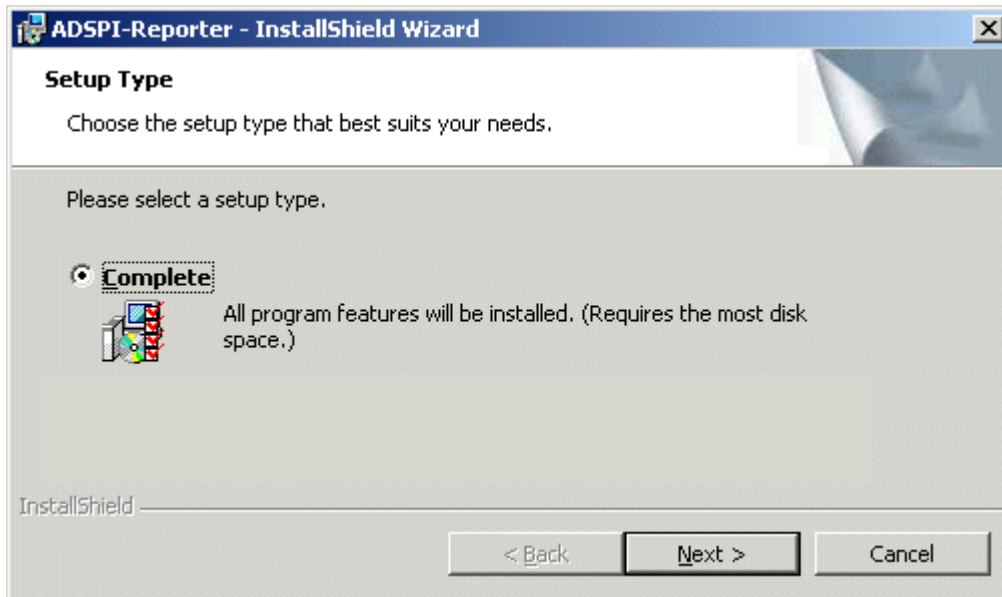 ADSPI-Reporter - InstallShield Wizard
Setup Type
Choose the setup type that best suits your needs.
Please select a setup type.
Complete
All program features will be installed. (Requires the most disk
space.)
InstallShield
< Back
Next >
Cancel